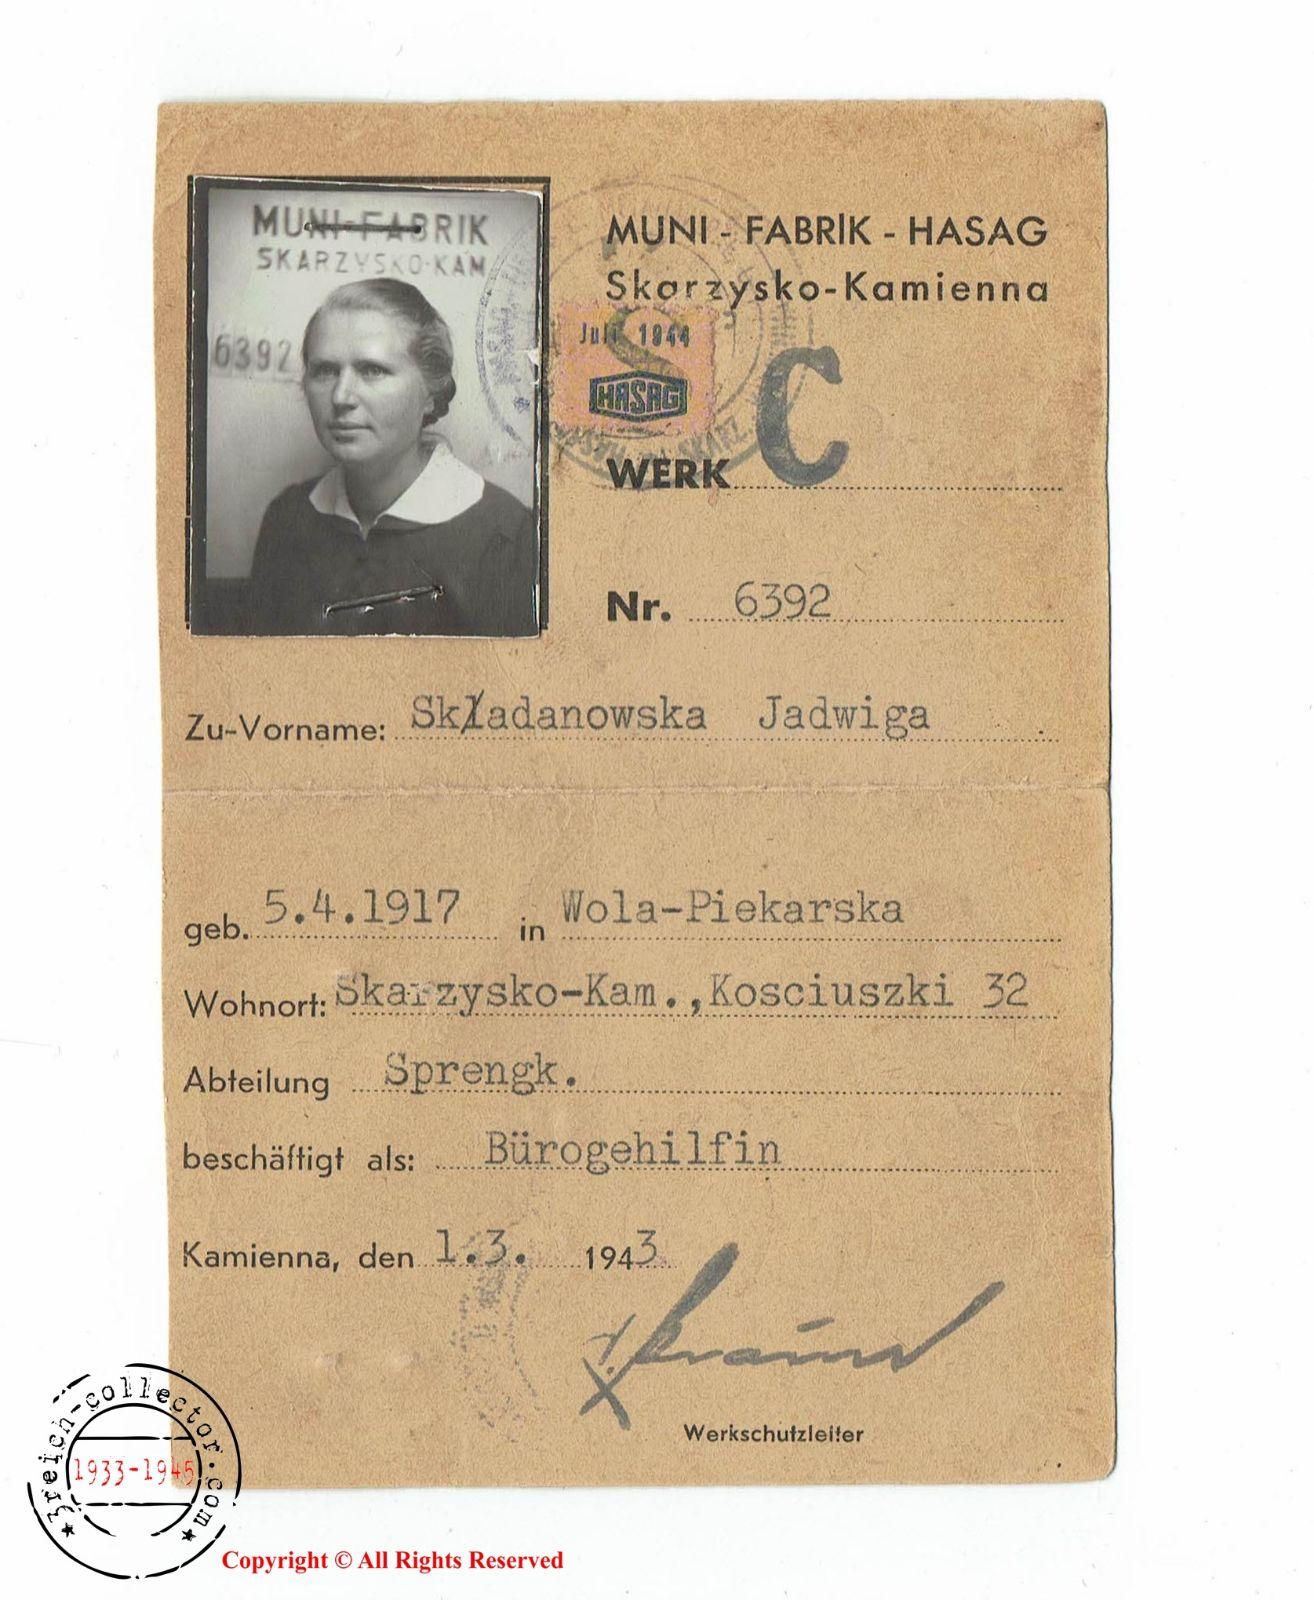 MUNI-FABRIK
SKARZYSKO-KAM
6392
MUNI - FABRIK - HASAG
Skarzysko-Kamienna
Juli 1944
HASAG
WERK C
Nr. 6392
Zu-Vorname: Składanowska Jadwiga
geb. 5.4.1917 in Wola-Piekarska
Wohnort: Skarzysko-Kam.,Kosciuszki 32
Abteilung Sprengk.
beschäftigt als: Bürogehilfin
Kamienna, den 1.3. 1943
Werkschutzleiter
3reich-collector.com
1933-1945
Copyright © All Rights Reserved